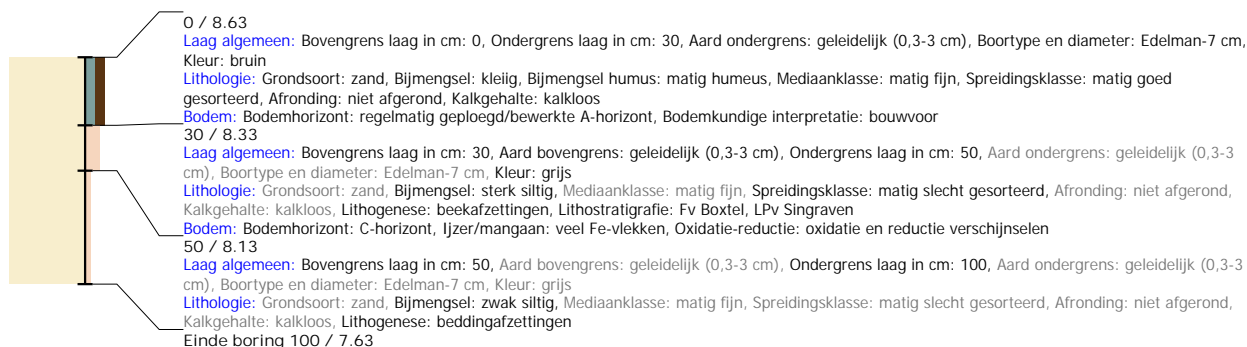 0 / 8.63
Laag algemeen: Bovengrens laag in cm: 0, Ondergrens laag in cm: 30, Aard ondergrens: geleidelijk (0,3-3 cm), Boortype en diameter: Edelman-7 cm,
Kleur: bruin
Lithologie: Grondsoort: zand, Bijmengsel: kleiig, Bijmengsel humus: matig humeus, Mediaanklasse: matig fijn, Spreidingsklasse: matig goed
gesorteerd, Afronding: niet afgerond, Kalkgehalte: kalkloos
Bodem: Bodemhorizont: regelmatig geploegd/bewerkte A-horizont, Bodemkundige interpretatie: bouwvoor
30 / 8.33
Laag algemeen: Bovengrens laag in cm: 30, Aard bovengrens: geleidelijk (0,3-3 cm), Ondergrens laag in cm: 50, Aard ondergrens: geleidelijk (0,3-3
cm), Boortype en diameter: Edelman-7 cm, Kleur: grijs
Lithologie: Grondsoort: zand, Bijmengsel: sterk siltig, Mediaanklasse: matig fijn, Spreidingsklasse: matig slecht gesorteerd, Afronding: niet afgerond,
Kalkgehalte: kalkloos, Lithogenese: beekafzettingen, Lithostratigrafie: Fv Boxtel, LPv Singraven
Bodem: Bodemhorizont: C-horizont, Ijzer/mangaan: veel Fe-vlekken, Oxidatie-reductie: oxidatie en reductie verschijnselen
50 / 8.13
Laag algemeen: Bovengrens laag in cm: 50, Aard bovengrens: geleidelijk (0,3-3 cm), Ondergrens laag in cm: 100, Aard ondergrens: geleidelijk (0,3-3
cm), Boortype en diameter: Edelman-7 cm, Kleur: grijs
Lithologie: Grondsoort: zand, Bijmengsel: zwak siltig, Mediaanklasse: matig fijn, Spreidingsklasse: matig slecht gesorteerd, Afronding: niet afgerond,
Kalkgehalte: kalkloos, Lithogenese: beddingafzettingen
Einde boring 100 / 7.63